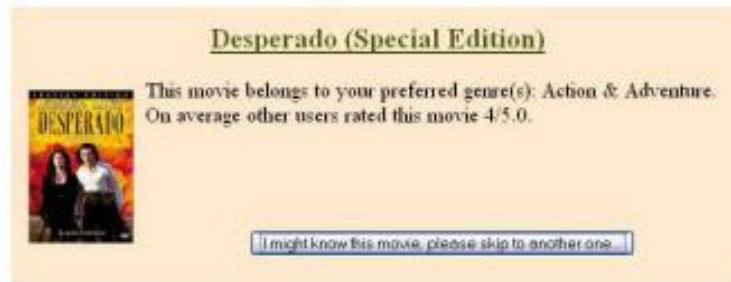 Desperado (Special Edition)
This movie belongs to your preferred genre(s): Action & Adventure.
On average other users rated this movie 4/5.0.
DESPERADO
I might know this movie, please skip to another one...